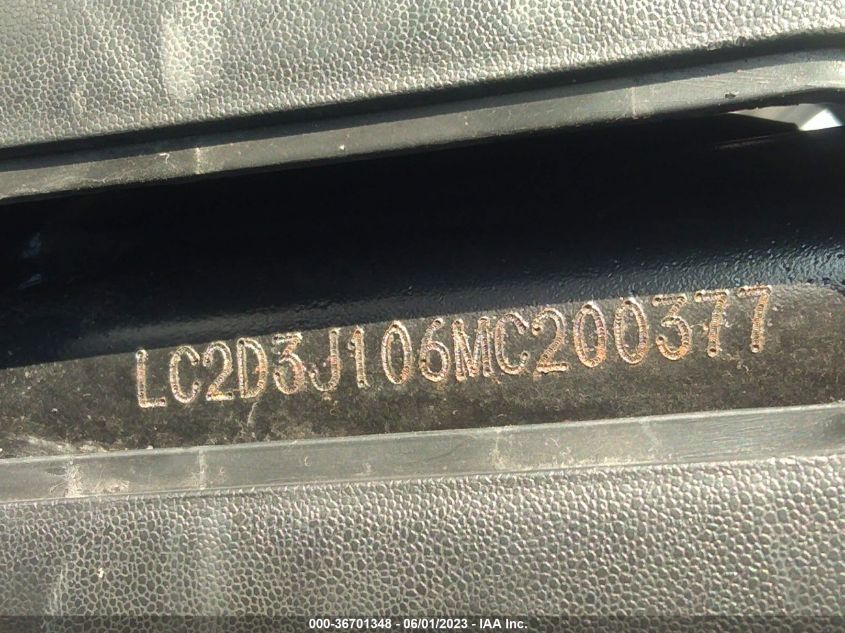 LC2D3J106MC200377
000-36701348 - 06/01/2023 - IAA Inc.